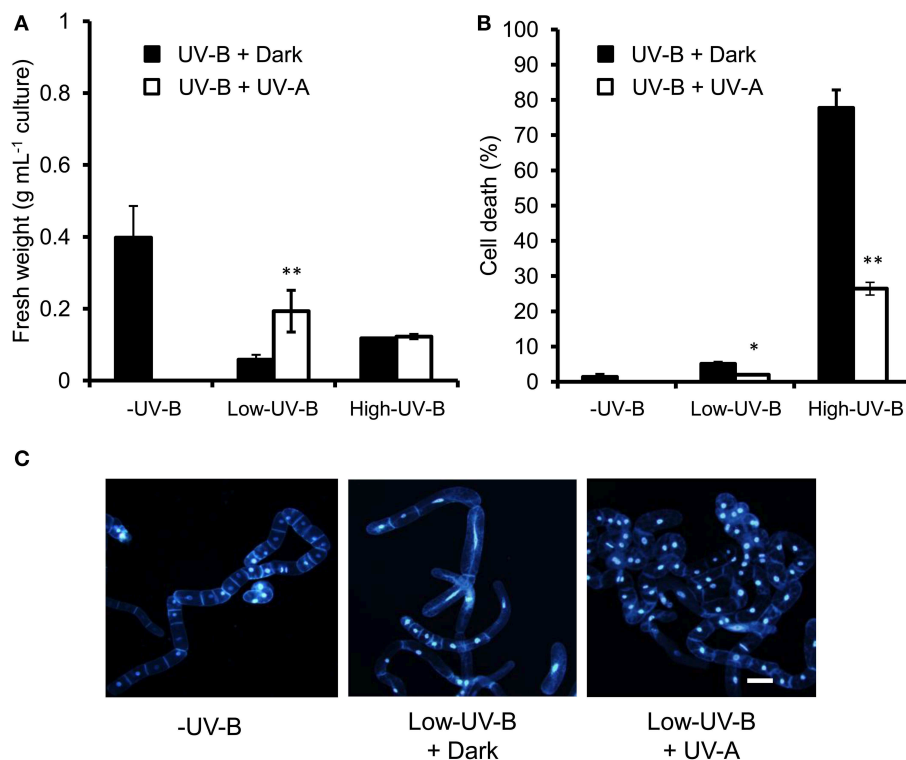 A
1
0.8
0.6
0.4
0.2
0
Fresh weight (g mL⁻¹ culture)
UV-B + Dark
UV-B + UV-A
**
-UV-B Low-UV-B High-UV-B
B
100
90
80
70
60
50
40
30
20
10
0
Cell death (%)
UV-B + Dark
UV-B + UV-A
*
**
-UV-B Low-UV-B High-UV-B
C
-UV-B
Low-UV-B
+ Dark
Low-UV-B
+ UV-A